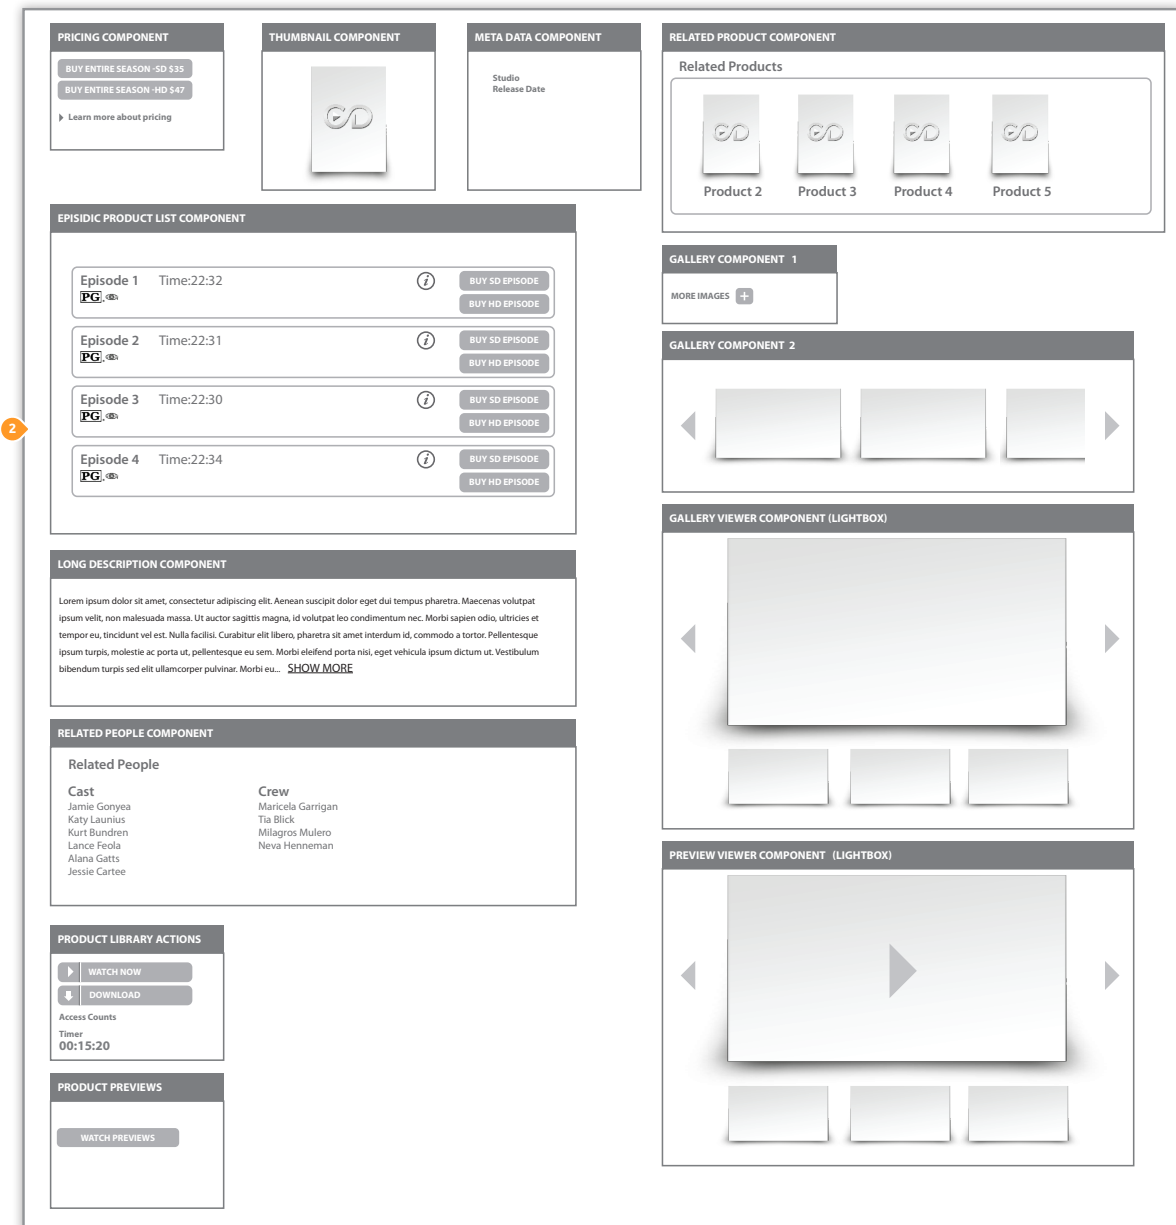 PRICING COMPONENT
BUY ENTIRE SEASON -SD $35
BUY ENTIRE SEASON -HD $47
Learn more about pricing
THUMBNAIL COMPONENT
META DATA COMPONENT
Studio
Release Date
RELATED PRODUCT COMPONENT
Related Products
Product 2
Product 3
Product 4
Product 5
EPISIDIC PRODUCT LIST COMPONENT
Episode 1 Time:22:32
PG
BUY SD EPISODE
BUY HD EPISODE
Episode 2 Time:22:31
PG
BUY SD EPISODE
BUY HD EPISODE
Episode 3 Time:22:30
PG
BUY SD EPISODE
BUY HD EPISODE
Episode 4 Time:22:34
PG
BUY SD EPISODE
BUY HD EPISODE
2
GALLERY COMPONENT 1
MORE IMAGES
GALLERY COMPONENT 2
GALLERY VIEWER COMPONENT (LIGHTBOX)
LONG DESCRIPTION COMPONENT
Lorem ipsum dolor sit amet, consectetur adipiscing elit. Aenean suscipit dolor eget dui tempus pharetra. Maecenas volutpat
ipsum velit, non malesuada massa. Ut auctor sagittis magna, id volutpat leo condimentum nec. Morbi sapien odio, ultricies et
tempor eu, tincidunt vel est. Nulla facilisi. Curabitur elit libero, pharetra sit amet interdum id, commodo a tortor. Pellentesque
ipsum turpis, molestie ac porta ut, pellentesque eu sem. Morbi eleifend porta nisi, eget vehicula ipsum dictum ut. Vestibulum
bibendum turpis sed elit ullamcorper pulvinar. Morbi eu... SHOW MORE
RELATED PEOPLE COMPONENT
Related People
Cast
Jamie Gonyea
Katy Launius
Kurt Bundren
Lance Feola
Alana Gatts
Jessie Cartee
Crew
Maricela Garrigan
Tia Blick
Milagros Mulero
Neva Henneman
PREVIEW VIEWER COMPONENT (LIGHTBOX)
PRODUCT LIBRARY ACTIONS
WATCH NOW
DOWNLOAD
Access Counts
Timer
00:15:20
PRODUCT PREVIEWS
WATCH PREVIEWS